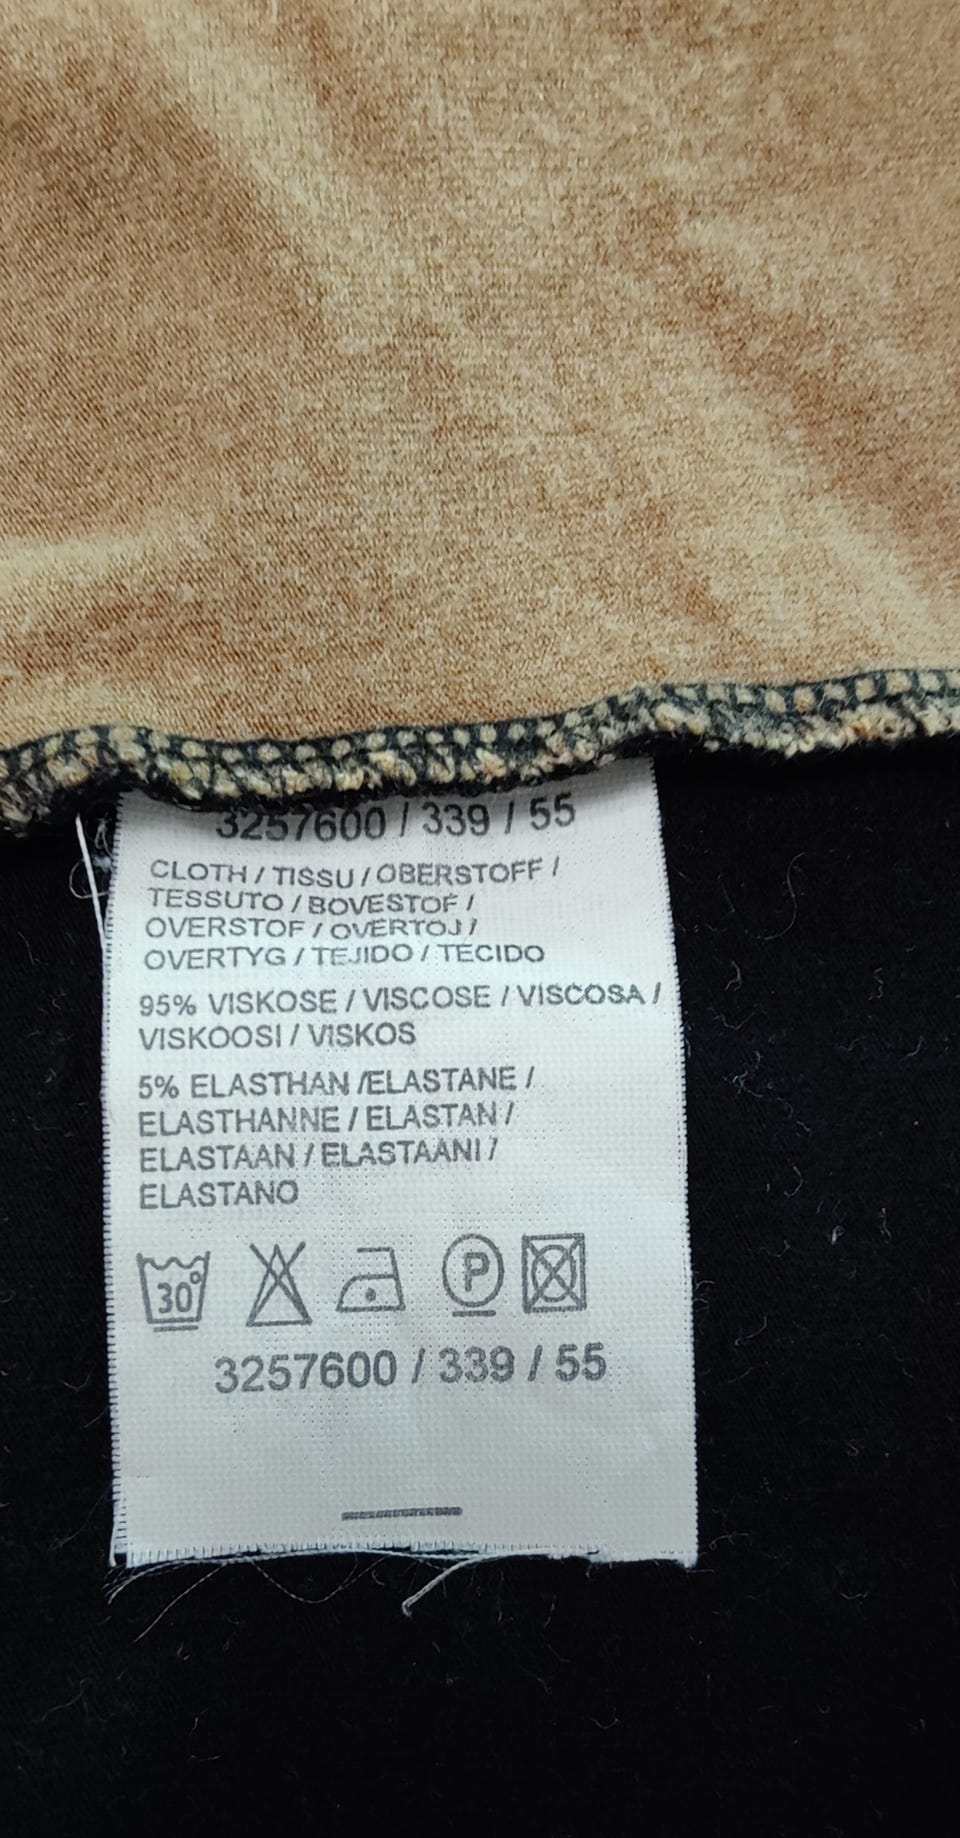 3257600 / 339 / 55
CLOTH / TISSU / OBERSTOFF /
TESSUTO / BOVESTOF /
OVERSTOF / OVERTOJ /
OVERTYG / TEJIDO / TECIDO
95% VISKOSE / VISCOSE / VISCOSA /
VISKOOSI / VISKOS
5% ELASTHAN /ELASTANE /
ELASTHANNE / ELASTAN /
ELASTAAN / ELASTAANI /
ELASTANO
30° P
3257600 / 339 / 55